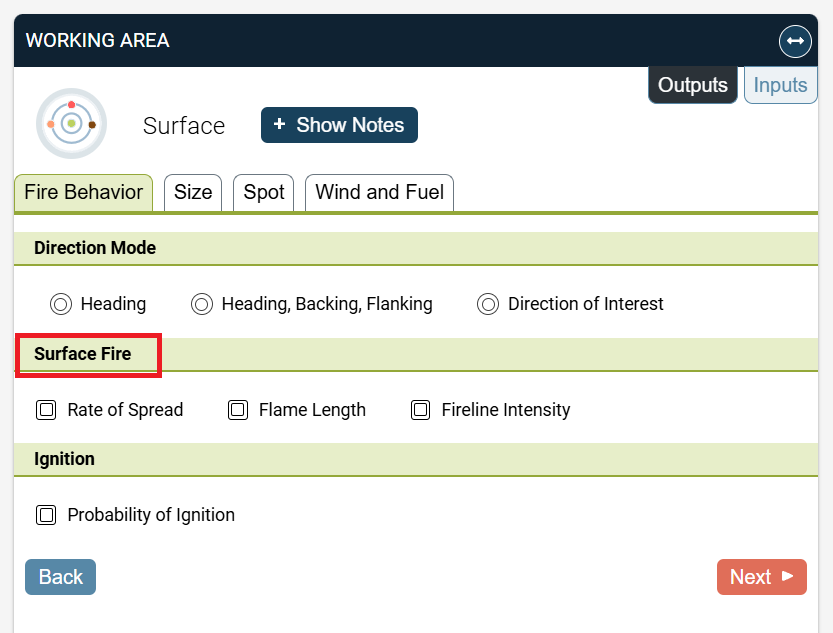 WORKING AREA
Outputs Inputs
Surface + Show Notes
Fire Behavior Size Spot Wind and Fuel
Direction Mode
Heading Heading, Backing, Flanking Direction of Interest
Surface Fire
Rate of Spread Flame Length Fireline Intensity
Ignition
Probability of Ignition
Back Next